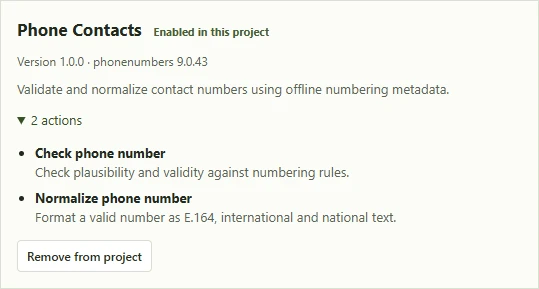 Phone Contacts Enabled in this project
Version 1.0.0 · phonenumbers 9.0.43
Validate and normalize contact numbers using offline numbering metadata.
▼ 2 actions
• Check phone number
Check plausibility and validity against numbering rules.
• Normalize phone number
Format a valid number as E.164, international and national text.
Remove from project